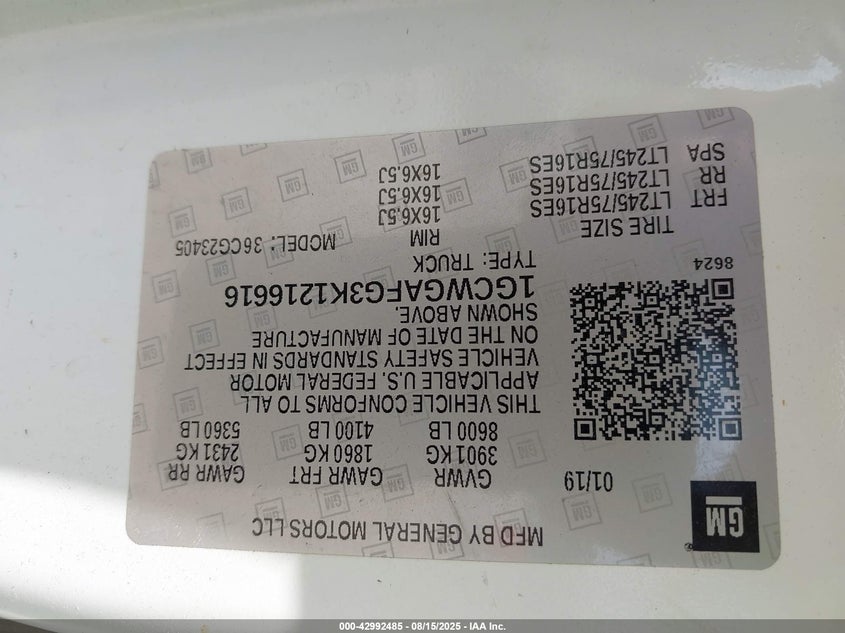 GM
MFD BY GENERAL MOTORS LLC
01/19
GVWR GAWR FRT GAWR RR
3901 KG 1860 KG 2431 KG
8600 LB 4100 LB 5360 LB
THIS VEHICLE CONFORMS TO ALL
APPLICABLE U.S. FEDERAL MOTOR
VEHICLE SAFETY STANDARDS IN EFFECT
ON THE DATE OF MANUFACTURE
SHOWN ABOVE.
1GCWGAFG3K1216616
TYPE: TRUCK
8624
MODEL: 36CG23405
TIRE SIZE RIM
FRT LT245/75R16ES 16X6.5J
RR LT245/75R16ES 16X6.5J
SPA LT245/75R16ES 16X6.5J
000-42992485 - 08/15/2025 - IAA Inc.